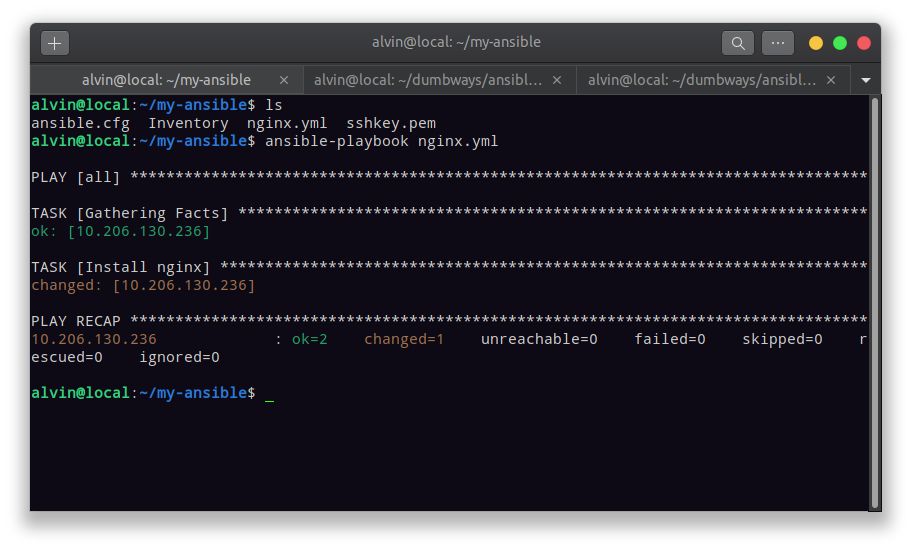 alvin@local: ~/my-ansible
alvin@local: ~/my-ansible × alvin@local: ~/dumbways/ansibl... × alvin@local: ~/dumbways/ansibl... ×
alvin@local:~/my-ansible$ ls
ansible.cfg  Inventory  nginx.yml  sshkey.pem
alvin@local:~/my-ansible$ ansible-playbook nginx.yml
PLAY [all] **********************************************************************************
TASK [Gathering Facts] **********************************************************************
ok: [10.206.130.236]
TASK [Install nginx] ************************************************************************
changed: [10.206.130.236]
PLAY RECAP **********************************************************************************
10.206.130.236             : ok=2    changed=1    unreachable=0    failed=0    skipped=0    r
escued=0    ignored=0
alvin@local:~/my-ansible$ _